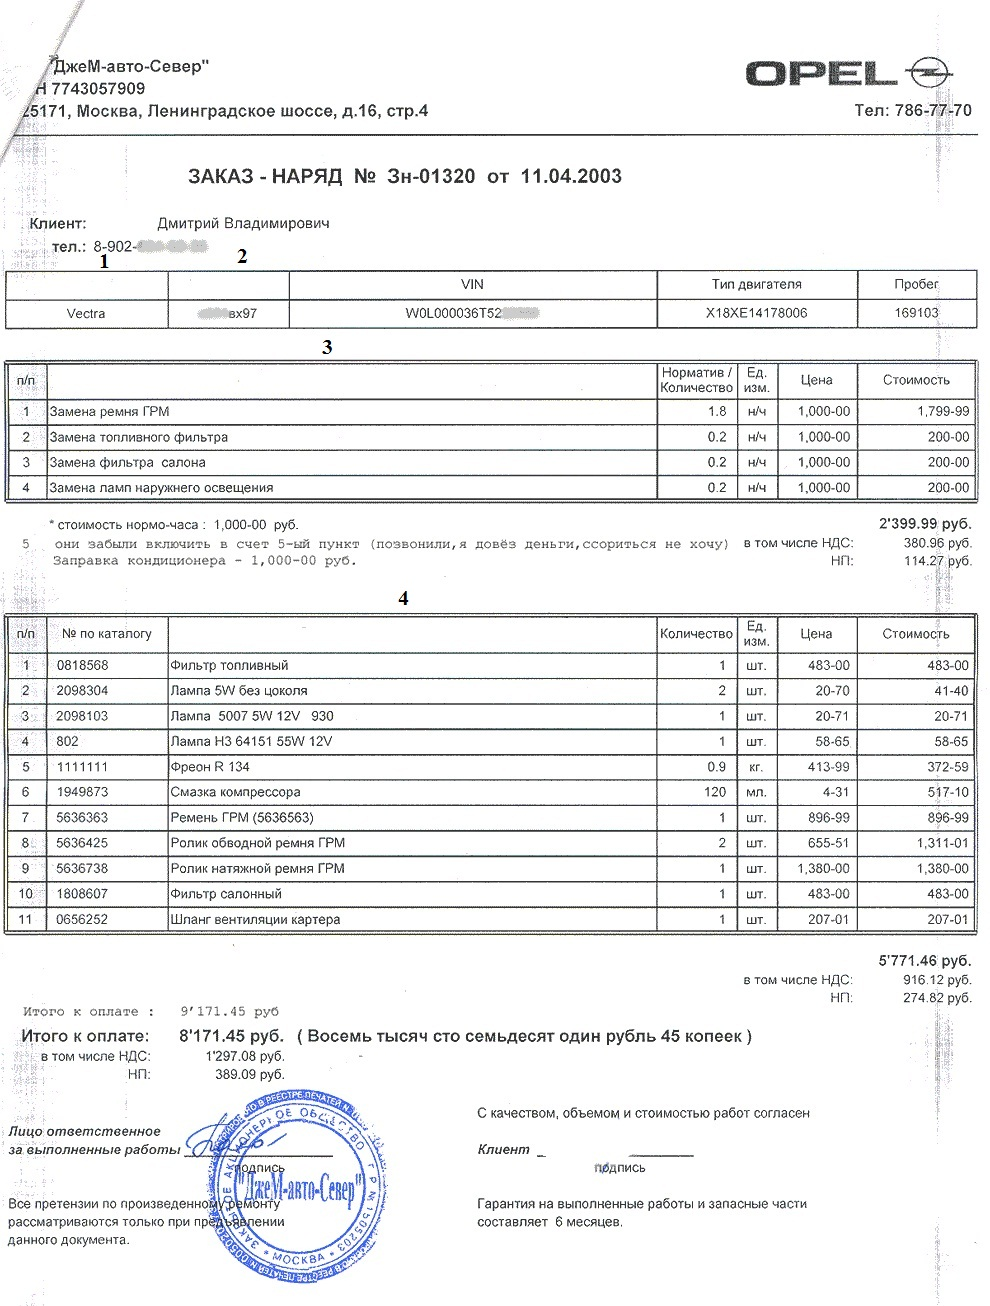 "ДжеМ-авто-Север"
Н 7743057909
25171, Москва, Ленинградское шоссе, д.16, стр.4
OPEL
Тел: 786-77-70
ЗАКАЗ - НАРЯД № Зн-01320 от 11.04.2003
Клиент: Дмитрий Владимирович
тел.: 8-902-
1 2
VIN Тип двигателя Пробег
Vectra вх97 W0L000036T52 X18XE14178006 169103
3
п/п Норматив / Количество Ед. изм. Цена Стоимость
1 Замена ремня ГРМ 1.8 н/ч 1,000-00 1,799-99
2 Замена топливного фильтра 0.2 н/ч 1,000-00 200-00
3 Замена фильтра салона 0.2 н/ч 1,000-00 200-00
4 Замена ламп наружнего освещения 0.2 н/ч 1,000-00 200-00
* стоимость нормо-часа : 1,000-00 руб. 2'399.99 руб.
5 они забыли включить в счет 5-ый пункт (позвонили,я довёз деньги,ссориться не хочу) в том числе НДС: 380.96 руб.
Заправка кондиционера - 1,000-00 руб. НП: 114.27 руб.
4
п/п № по каталогу Количество Ед. изм. Цена Стоимость
1 0818568 Фильтр топливный 1 шт. 483-00 483-00
2 2098304 Лампа 5W без цоколя 2 шт. 20-70 41-40
3 2098103 Лампа 5007 5W 12V 930 1 шт. 20-71 20-71
4 802 Лампа H3 64151 55W 12V 1 шт. 58-65 58-65
5 1111111 Фреон R 134 0.9 кг. 413-99 372-59
6 1949873 Смазка компрессора 120 мл. 4-31 517-10
7 5636363 Ремень ГРМ (5636563) 1 шт. 896-99 896-99
8 5636425 Ролик обводной ремня ГРМ 2 шт. 655-51 1,311-01
9 5636738 Ролик натяжной ремня ГРМ 1 шт. 1,380-00 1,380-00
10 1808607 Фильтр салонный 1 шт. 483-00 483-00
11 0656252 Шланг вентиляции картера 1 шт. 207-01 207-01
5'771.46 руб.
в том числе НДС: 916.12 руб.
НП: 274.82 руб.
Итого к оплате : 9'171.45 руб
Итого к оплате: 8'171.45 руб. ( Восемь тысяч сто семьдесят один рубль 45 копеек )
в том числе НДС: 1'297.08 руб.
НП: 389.09 руб.
С качеством, объемом и стоимостью работ согласен
Лицо ответственное
за выполненные работы
подпись
Клиент
подпись
"ДжеМ-авто-Север"
ЗАКРЫТОЕ АКЦИОНЕРНОЕ ОБЩЕСТВО
* МОСКВА *
Все претензии по произведенному ремонту
рассматриваются только при предъявлении
данного документа.
Гарантия на выполненные работы и запасные части
составляет 6 месяцев.